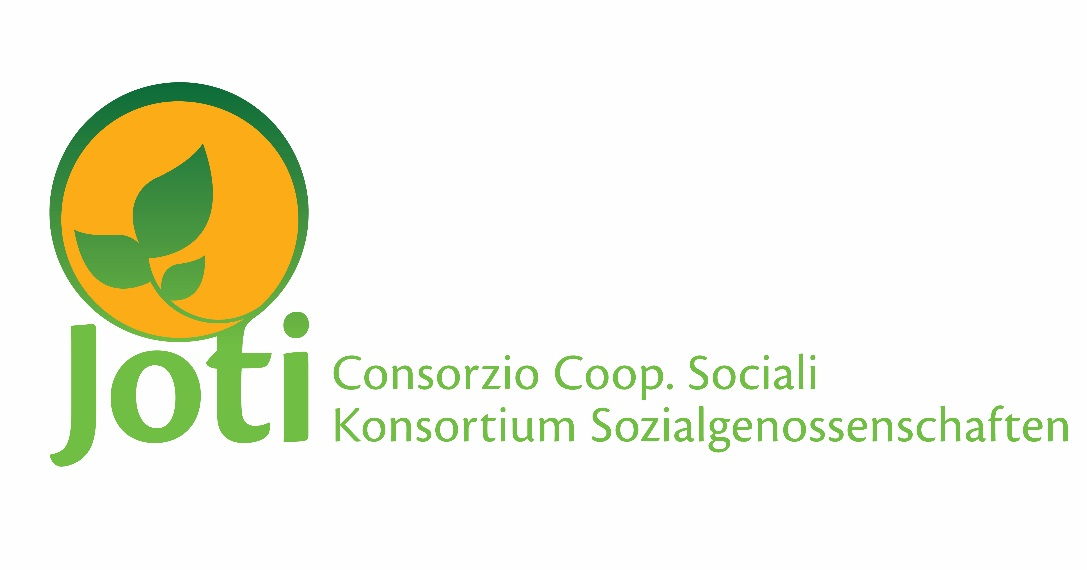 Joti
Consorzio Coop. Sociali
Konsortium Sozialgenossenschaften